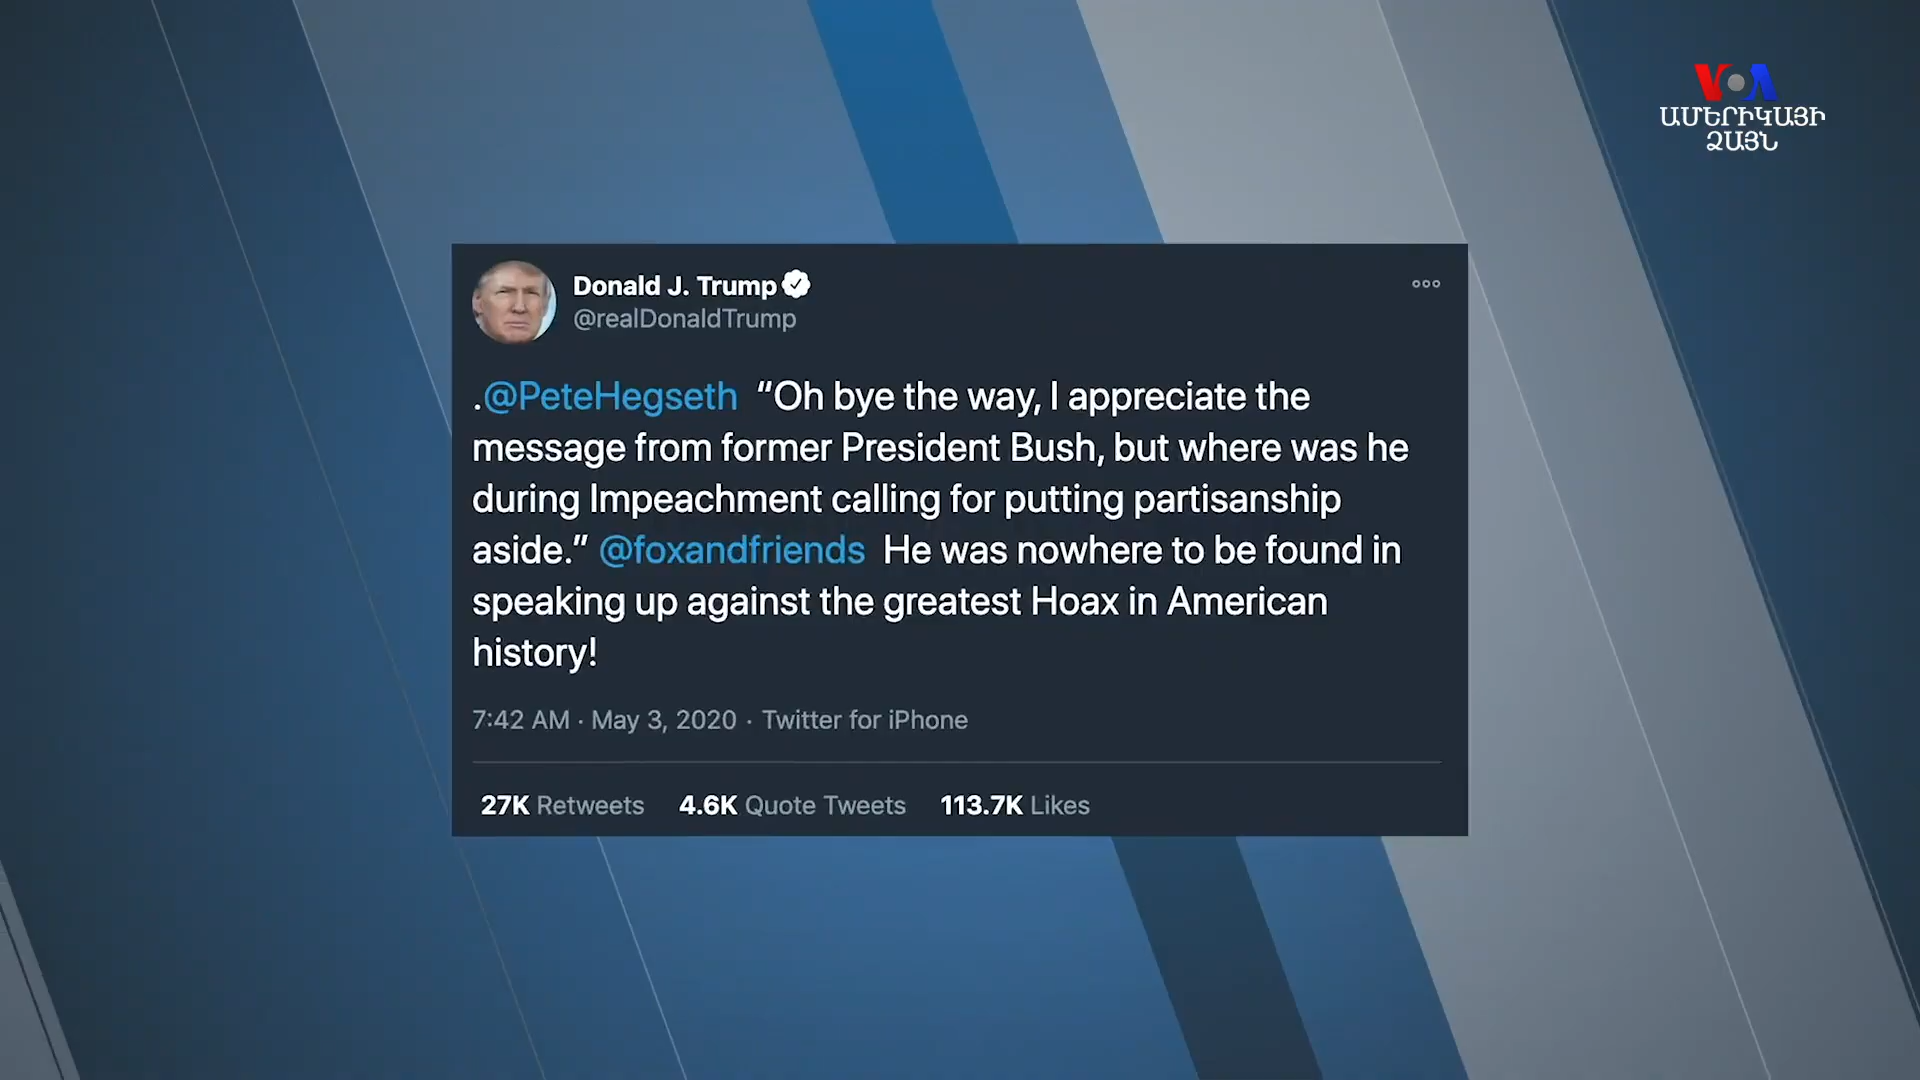 VOA
ԱՄԵՐԻԿԱՅԻ
ՁԱՅՆ
Donald J. Trump
@realDonaldTrump
.@PeteHegseth “Oh bye the way, I appreciate the
message from former President Bush, but where was he
during Impeachment calling for putting partisanship
aside.” @foxandfriends He was nowhere to be found in
speaking up against the greatest Hoax in American
history!
7:42 AM · May 3, 2020 · Twitter for iPhone
27K Retweets 4.6K Quote Tweets 113.7K Likes